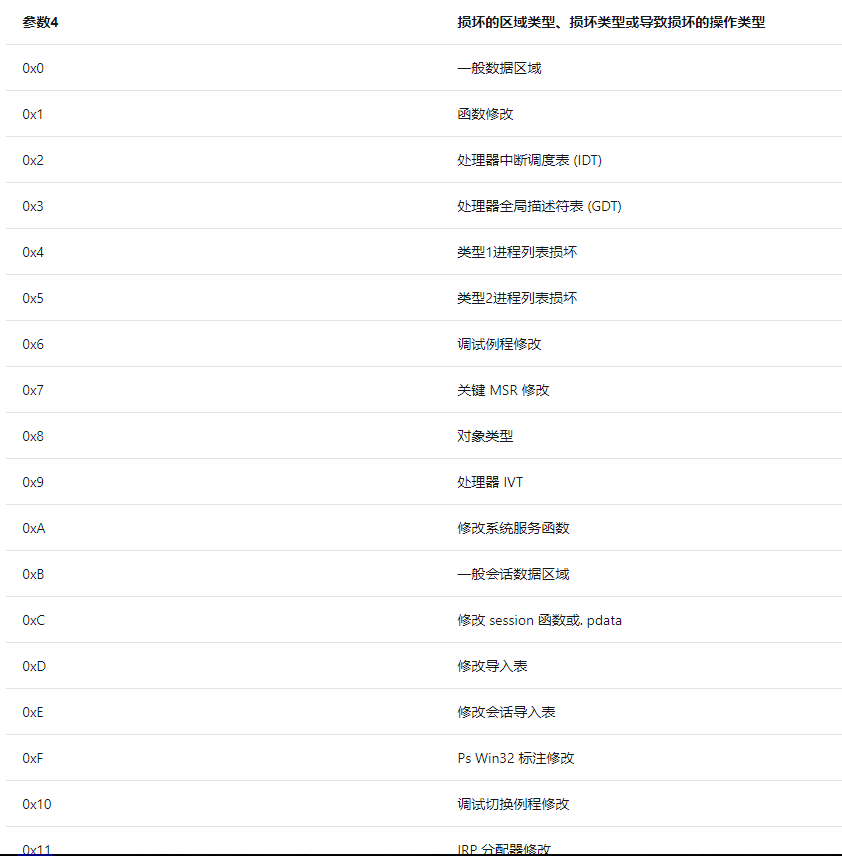 参数4 损坏的区域类型、损坏类型或导致损坏的操作类型
0x0 一般数据区域
0x1 函数修改
0x2 处理器中断调度表 (IDT)
0x3 处理器全局描述符表 (GDT)
0x4 类型1进程列表损坏
0x5 类型2进程列表损坏
0x6 调试例程修改
0x7 关键 MSR 修改
0x8 对象类型
0x9 处理器 IVT
0xA 修改系统服务函数
0xB 一般会话数据区域
0xC 修改 session 函数或. pdata
0xD 修改导入表
0xE 修改会话导入表
0xF Ps Win32 标注修改
0x10 调试切换例程修改
0x11 IRP 分配器修改